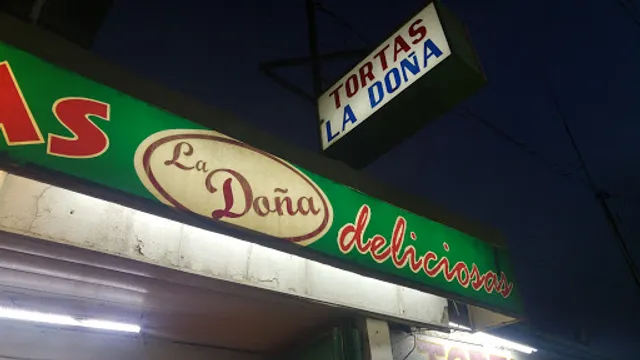 TORTAS
LA DOÑA
AS
La
Doña
deliciosas